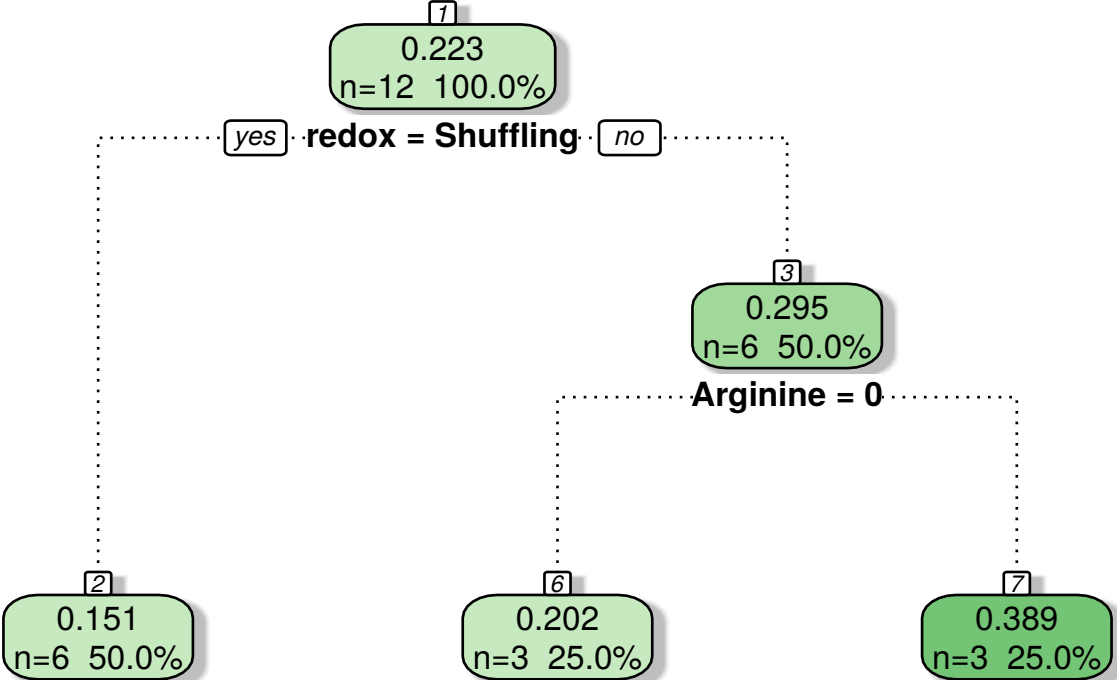 1
0.223
n=12 100.0%
yes redox = Shuffling no
3
0.295
n=6 50.0%
Arginine = 0
2
0.151
n=6 50.0%
6
0.202
n=3 25.0%
7
0.389
n=3 25.0%